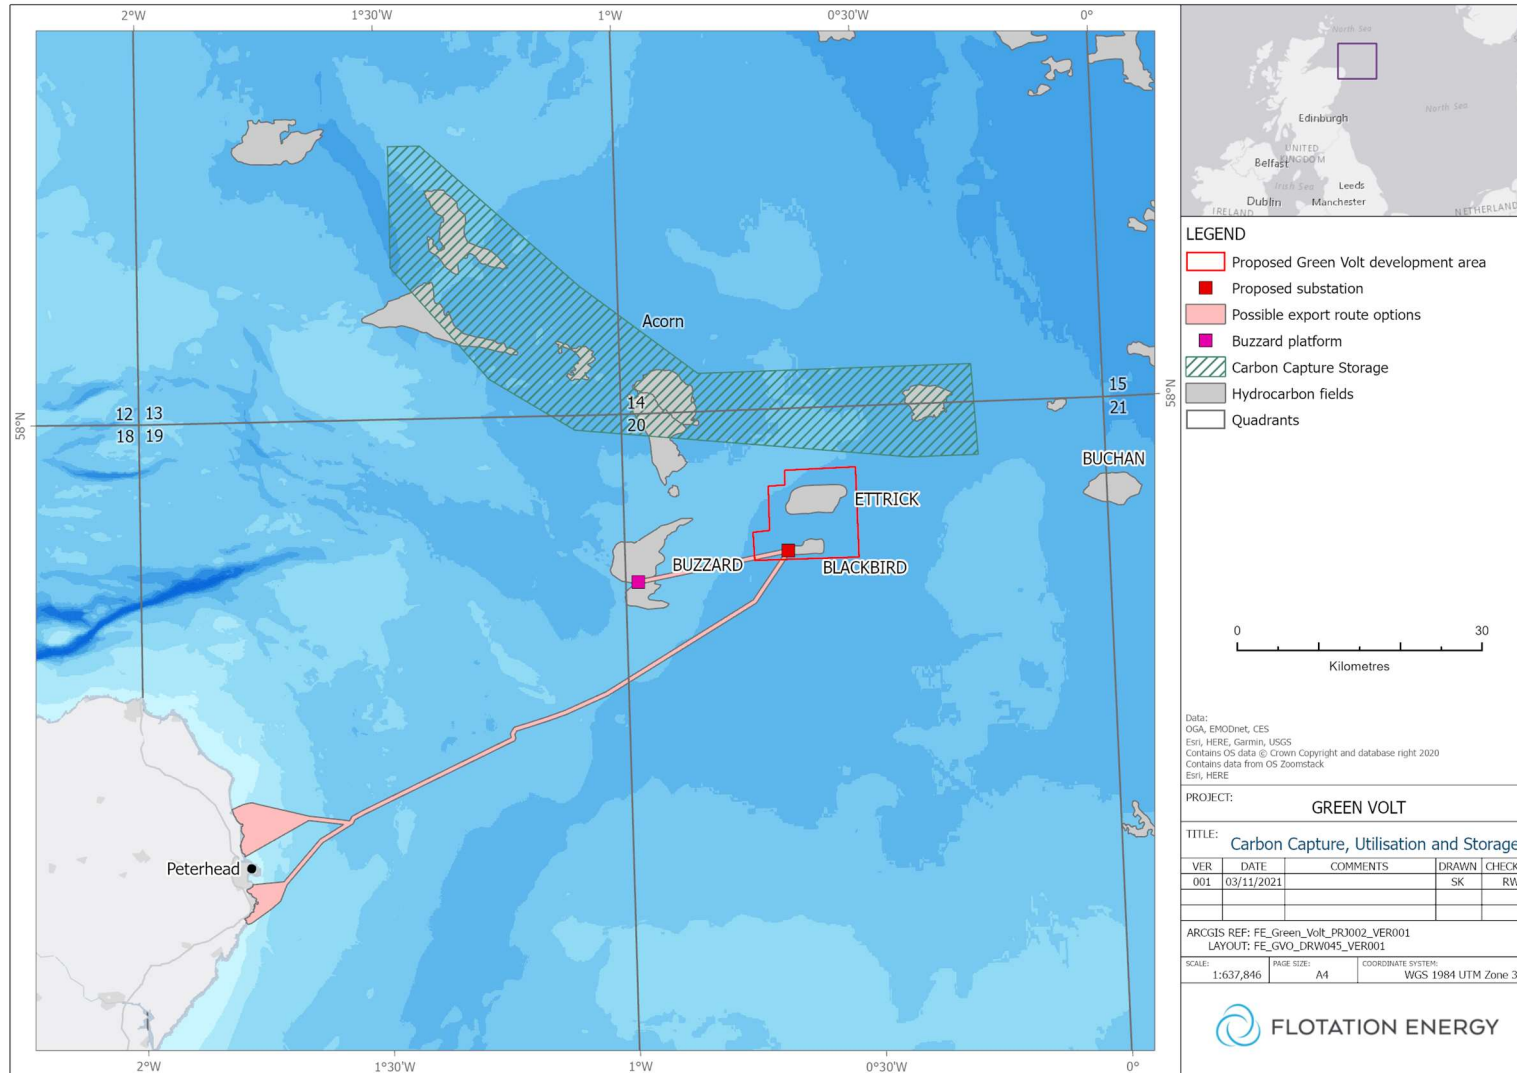 2°W 1°30'W 1°W 0°30'W 0°
58°N
58°N
Acorn
12 13
18 19
14
20
15
21
BUCHAN
ETTRICK
BUZZARD
BLACKBIRD
Peterhead
2°W 1°30'W 1°W 0°30'W 0°
North Sea
North Sea
Edinburgh
UNITED
KINGDOM
Belfast
Irish Sea
Leeds
Dublin
Manchester
IRELAND
NETHERLAND
LEGEND
Proposed Green Volt development area
Proposed substation
Possible export route options
Buzzard platform
Carbon Capture Storage
Hydrocarbon fields
Quadrants
0 30
Kilometres
Data:
OGA, EMODnet, CES
Esri, HERE, Garmin, USGS
Contains OS data © Crown Copyright and database right 2020
Contains data from OS Zoomstack
Esri, HERE
PROJECT:
GREEN VOLT
TITLE:
Carbon Capture, Utilisation and Storage
VER DATE COMMENTS DRAWN CHECK
001 03/11/2021 SK RW
ARCGIS REF: FE_Green_Volt_PRJ002_VER001
LAYOUT: FE_GVO_DRW045_VER001
SCALE: PAGE SIZE: COORDINATE SYSTEM:
1:637,846 A4 WGS 1984 UTM Zone 3
FLOTATION ENERGY